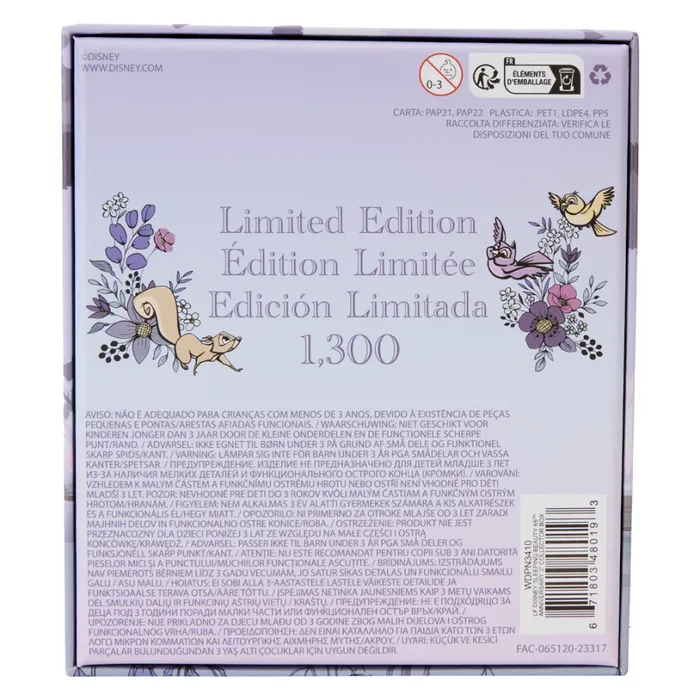 ©DISNEY
WWW.DISNEY.COM
0-3
FR
ÉLÉMENTS
D'EMBALLAGE
CARTA: PAP21, PAP22 PLASTICA: PET1, LDPE4, PP5
RACCOLTA DIFFERENZIATA: VERIFICA LE
DISPOSIZIONI DEL TUO COMUNE
Limited Edition
Édition Limitée
Edición Limitada
1,300
AVISO: NÃO É ADEQUADO PARA CRIANÇAS COM MENOS DE 3 ANOS, DEVIDO À EXISTÊNCIA DE PEÇAS
PEQUENAS E PONTAS/ARESTAS AFIADAS FUNCIONAIS. / WAARSCHUWING: NIET GESCHIKT VOOR
KINDEREN JONGER DAN 3 JAAR DOOR DE KLEINE ONDERDELEN EN DE FUNCTIONELE SCHERPE
PUNT/RAND. / ADVARSEL: IKKE EGNET TIL BØRN UNDER 3 PÅ GRUND AF SMÅ DELE OG FUNKTIONEL
SKARP SPIDS/KANT. / VARNING: LÄMPAR SIG INTE FÖR BARN UNDER 3 ÅR PGA SMÅDELAR OCH VASSA
KANTER/SPETSAR. / ПРЕДУПРЕЖДЕНИЕ. ИЗДЕЛИЕ НЕ ПРЕДНАЗНАЧЕНО ДЛЯ ДЕТЕЙ МЛАДШЕ 3 ЛЕТ
ИЗ-ЗА НАЛИЧИЯ МЕЛКИХ ДЕТАЛЕЙ И ФУНКЦИОНАЛЬНОГО ОСТРОГО КОНЦА (КРОМКИ). / VAROVÁNÍ:
VZHLEDEM K MALÝM ČÁSTEM A FUNKČNÍMU OSTRÉMU HROTU NEBO OSTŘÍ NENÍ VHODNÉ PRO DĚTI
MLADŠÍ 3 LET. POZOR: NEVHODNÉ PRE DETI DO 3 ROKOV KVÔLI MALÝM ČASTIAM A FUNKČNÝM OSTRÝM
HROTOM/HRANÁM. / FIGYELEM: NEM ALKALMAS 3 ÉV ALATTI GYERMEKEK SZÁMÁRA A KIS ALKATRÉSZEK
ÉS A FUNKCIONÁLIS ÉL/HEGY MIATT. / OPOZORILO: NI PRIMERNO ZA OTROKE MLAJŠE OD 3 LET ZARADI
MAJHNIH DELOV IN FUNKCIONALNO OSTRE KONICE/ROBA. / OSTRZEŻENIE: PRODUKT NIE JEST
PRZEZNACZONY DLA DZIECI PONIŻEJ 3 LAT ZE WZGLĘDU NA MAŁE CZĘŚCI I OSTRĄ
KOŃCÓWKĘ/KRAWĘDŹ. / ADVARSEL: PASSER IKKE TIL BARN UNDER 3 ÅR PGA SMÅ DELER OG
FUNKSJONELL SKARP PUNKT/KANT. / ATENȚIE: NU ESTE RECOMANDAT PENTRU COPII SUB 3 ANI DATORITĂ
PIESELOR MICI ȘI A PUNCTULUI/MUCHIILOR FUNCȚIONALE ASCUȚITE. / BRĪDINĀJUMS: IZSTRĀDĀJUMS
NAV PIEMĒROTS BĒRNIEM LĪDZ 3 GADU VECUMAM, JO SATUR SĪKAS DETAĻAS UN FUNKCIONĀLU SMAILU
GALU / ASU MALU. / HOIATUS: EI SOBI ALLA 3 AASTASTELE LASTELE VÄIKESTE DETAILIDE JA
FUNKTSIONAALSE TERAVA OTSA/ÄÄRE TÕTTU. / ĮSPĖJIMAS NETINKA JAUNESNIEMS KAIP 3 METŲ VAIKAMS
DĖL SMULKIŲ DALIŲ IR FUNKCINIŲ AŠTRIŲ VIETŲ / KRAŠTŲ. / ПРЕДУПРЕЖДЕНИЕ: НЕ Е ПОДХОДЯЩО ЗА
ДЕЦА ПОД 3 ГОДИНИ ПОРАДИ МАЛКИ ЧАСТИ ИЛИ ФУНКЦИОНАЛЕН ОСТЪР ВРЪХ/КРАЙ. /
UPOZORENJE: NIJE PRIKLADNO ZA DJECU MLAĐU OD 3 GODINE ZBOG MALIH DIJELOVA I OŠTROG
FUNKCIONALNOG VRHA/RUBA. / ΠΡΟΕΙΔΟΠΟΙΗΣΗ: ΔΕΝ ΕΙΝΑΙ ΚΑΤΑΛΛΗΛΟ ΓΙΑ ΠΑΙΔΙΑ ΚΑΤΩ ΤΩΝ 3 ΕΤΩΝ
ΛΟΓΩ ΜΙΚΡΩΝ ΚΟΜΜΑΤΙΩΝ ΚΑΙ ΛΕΙΤΟΥΡΓΙΚΗΣ ΑΙΧΜΗΡΗΣ ΜΥΤΗΣ/ΑΚΡΟΥ. / UYARI: KÜÇÜK VE KESİCİ
PARÇALAR BULUNDUĞUNDAN 3 YAŞ ALTI ÇOCUKLAR İÇİN UYGUN DEĞİLDİR.
WDPN3410
LF DISNEY SLEEPING BEAUTY 65TH
ANNIVERSARY 3" COLLECTOR BOX
6 71803 48019 3
FAC-065120-23317